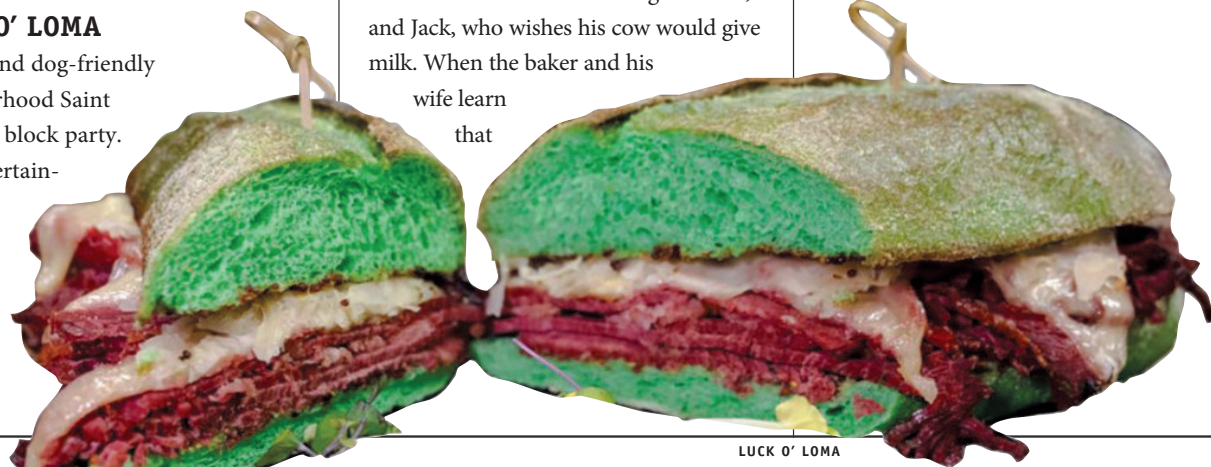 O’ LOMA
nd dog-friendly
rhood Saint
block party.
ertain-
and Jack, who wishes his cow would give
milk. When the baker and his
wife learn
that
LUCK O’ LOMA